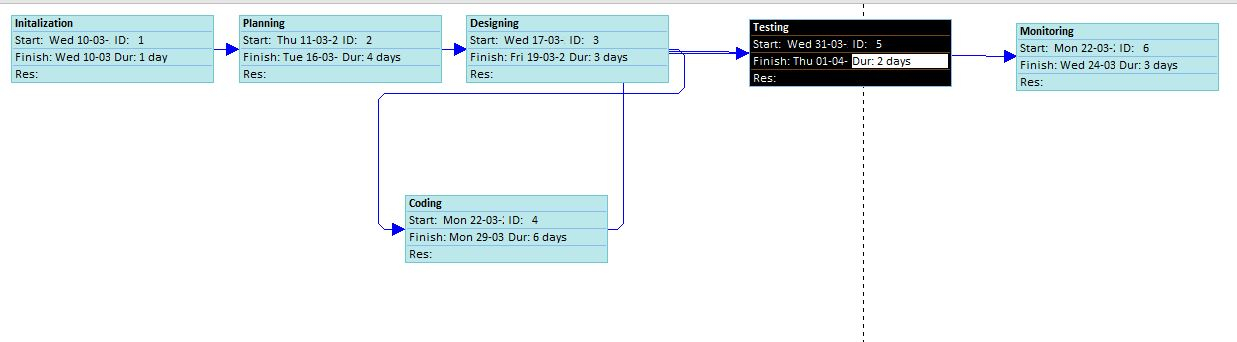 Initalization
Start: Wed 10-03- ID: 1
Finish: Wed 10-03 Dur: 1 day
Res:
Planning
Start: Thu 11-03-2 ID: 2
Finish: Tue 16-03- Dur: 4 days
Res:
Designing
Start: Wed 17-03- ID: 3
Finish: Fri 19-03-2 Dur: 3 days
Res:
Testing
Start: Wed 31-03- ID: 5
Finish: Thu 01-04- Dur: 2 days
Res:
Monitoring
Start: Mon 22-03-: ID: 6
Finish: Wed 24-03 Dur: 3 days
Res:
Coding
Start: Mon 22-03-: ID: 4
Finish: Mon 29-03 Dur: 6 days
Res: